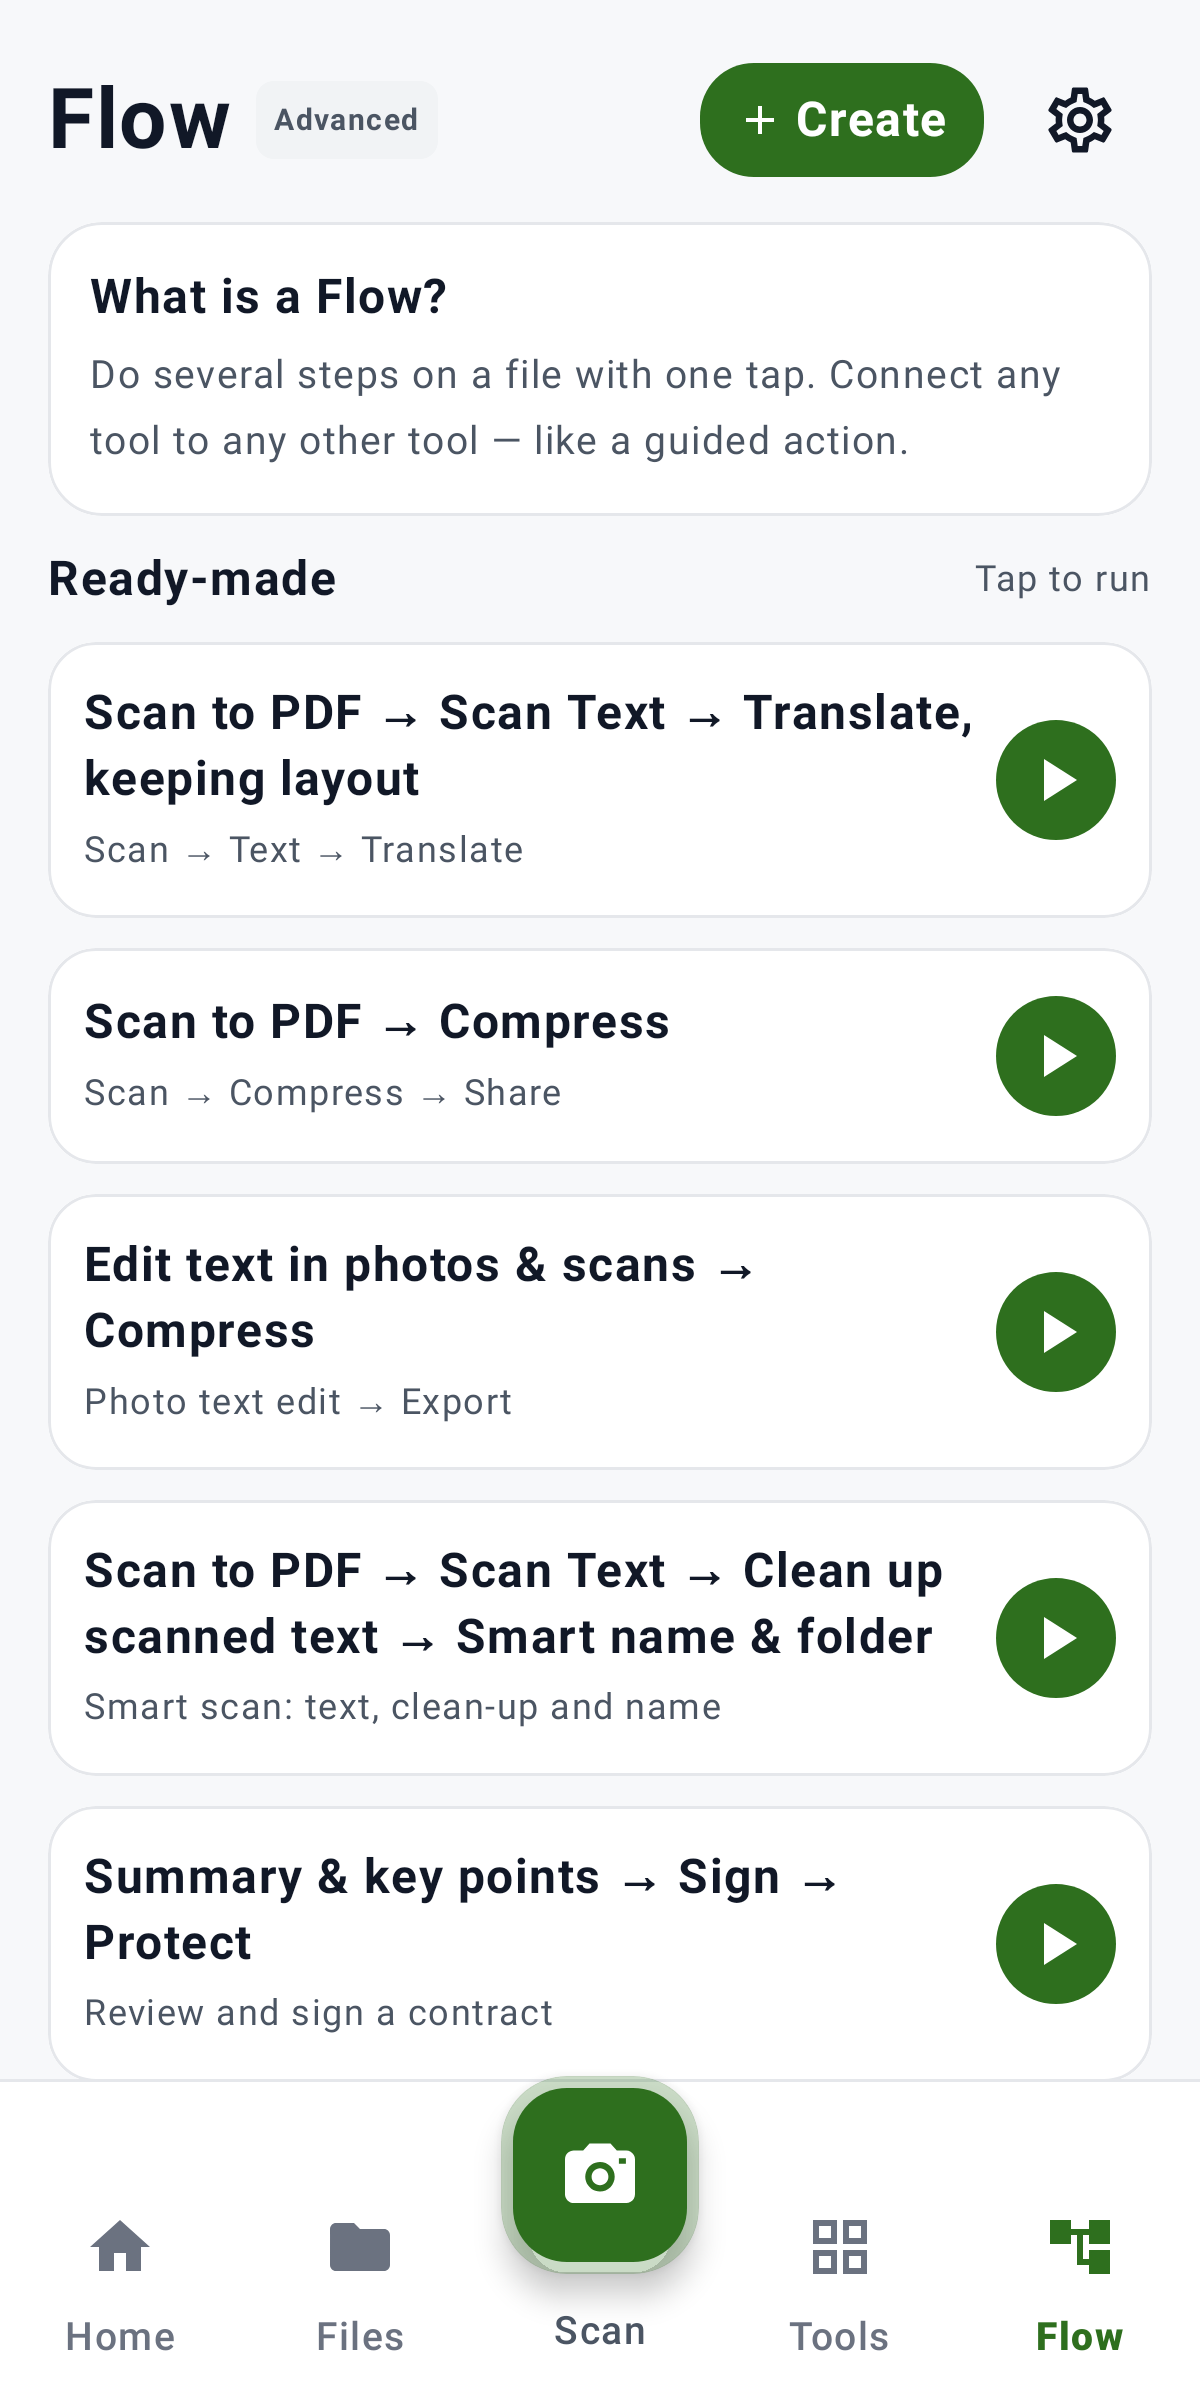 Flow
Advanced
+ Create
What is a Flow?
Do several steps on a file with one tap. Connect any
tool to any other tool — like a guided action.
Ready-made
Tap to run
Scan to PDF → Scan Text → Translate,
keeping layout
Scan → Text → Translate
Scan to PDF → Compress
Scan → Compress → Share
Edit text in photos & scans →
Compress
Photo text edit → Export
Scan to PDF → Scan Text → Clean up
scanned text → Smart name & folder
Smart scan: text, clean-up and name
Summary & key points → Sign →
Protect
Review and sign a contract
Home
Files
Scan
Tools
Flow